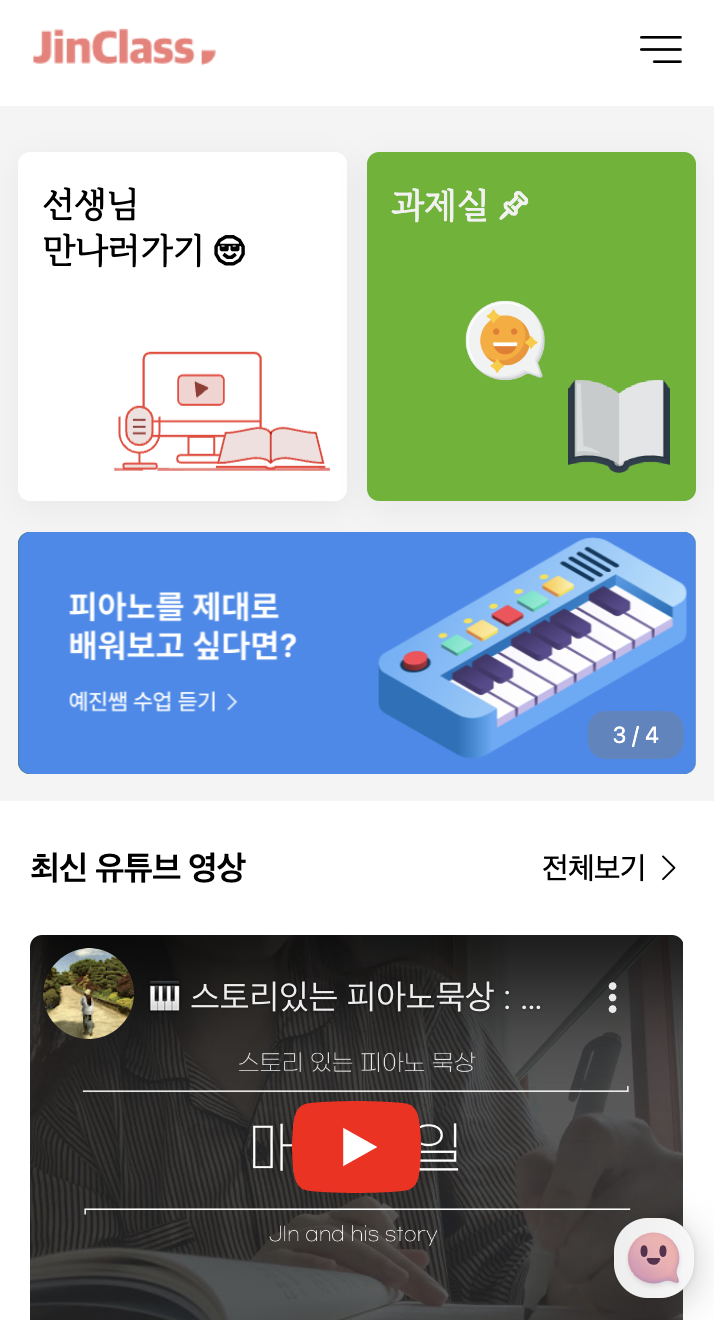 JinClass
선생님
만나러가기
과제실
피아노를 제대로
배워보고 싶다면?
예진쌤 수업 듣기 >
3 / 4
최신 유튜브 영상
전체보기 >
스토리있는 피아노묵상 : ...
스토리 있는 피아노 묵상
일
JIn and his story